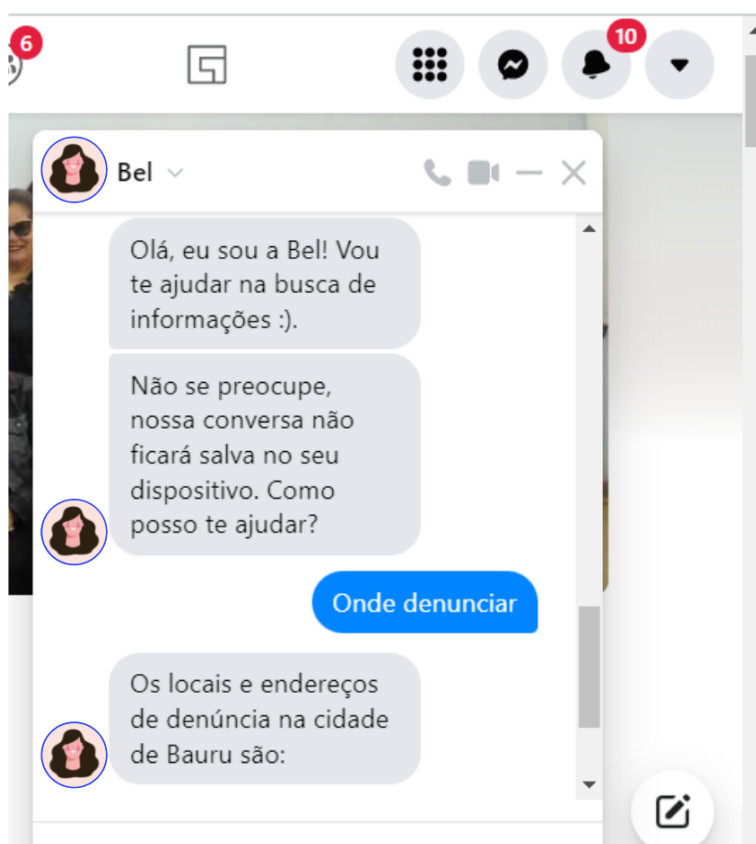 6
10
Bel
Olá, eu sou a Bel! Vou
te ajudar na busca de
informações :).
Não se preocupe,
nossa conversa não
ficará salva no seu
dispositivo. Como
posso te ajudar?
Onde denunciar
Os locais e endereços
de denúncia na cidade
de Bauru são: